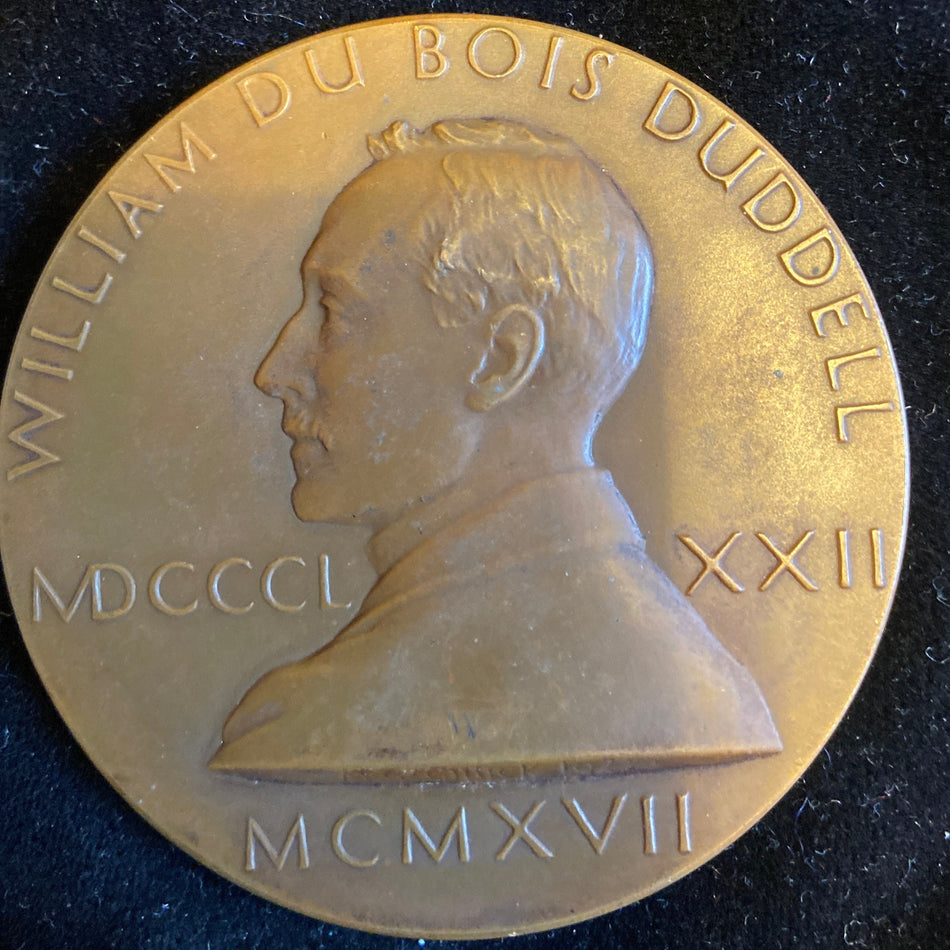 WILLIAM DU BOIS DUDDELL
MDCCCL XXII
MCMXVII